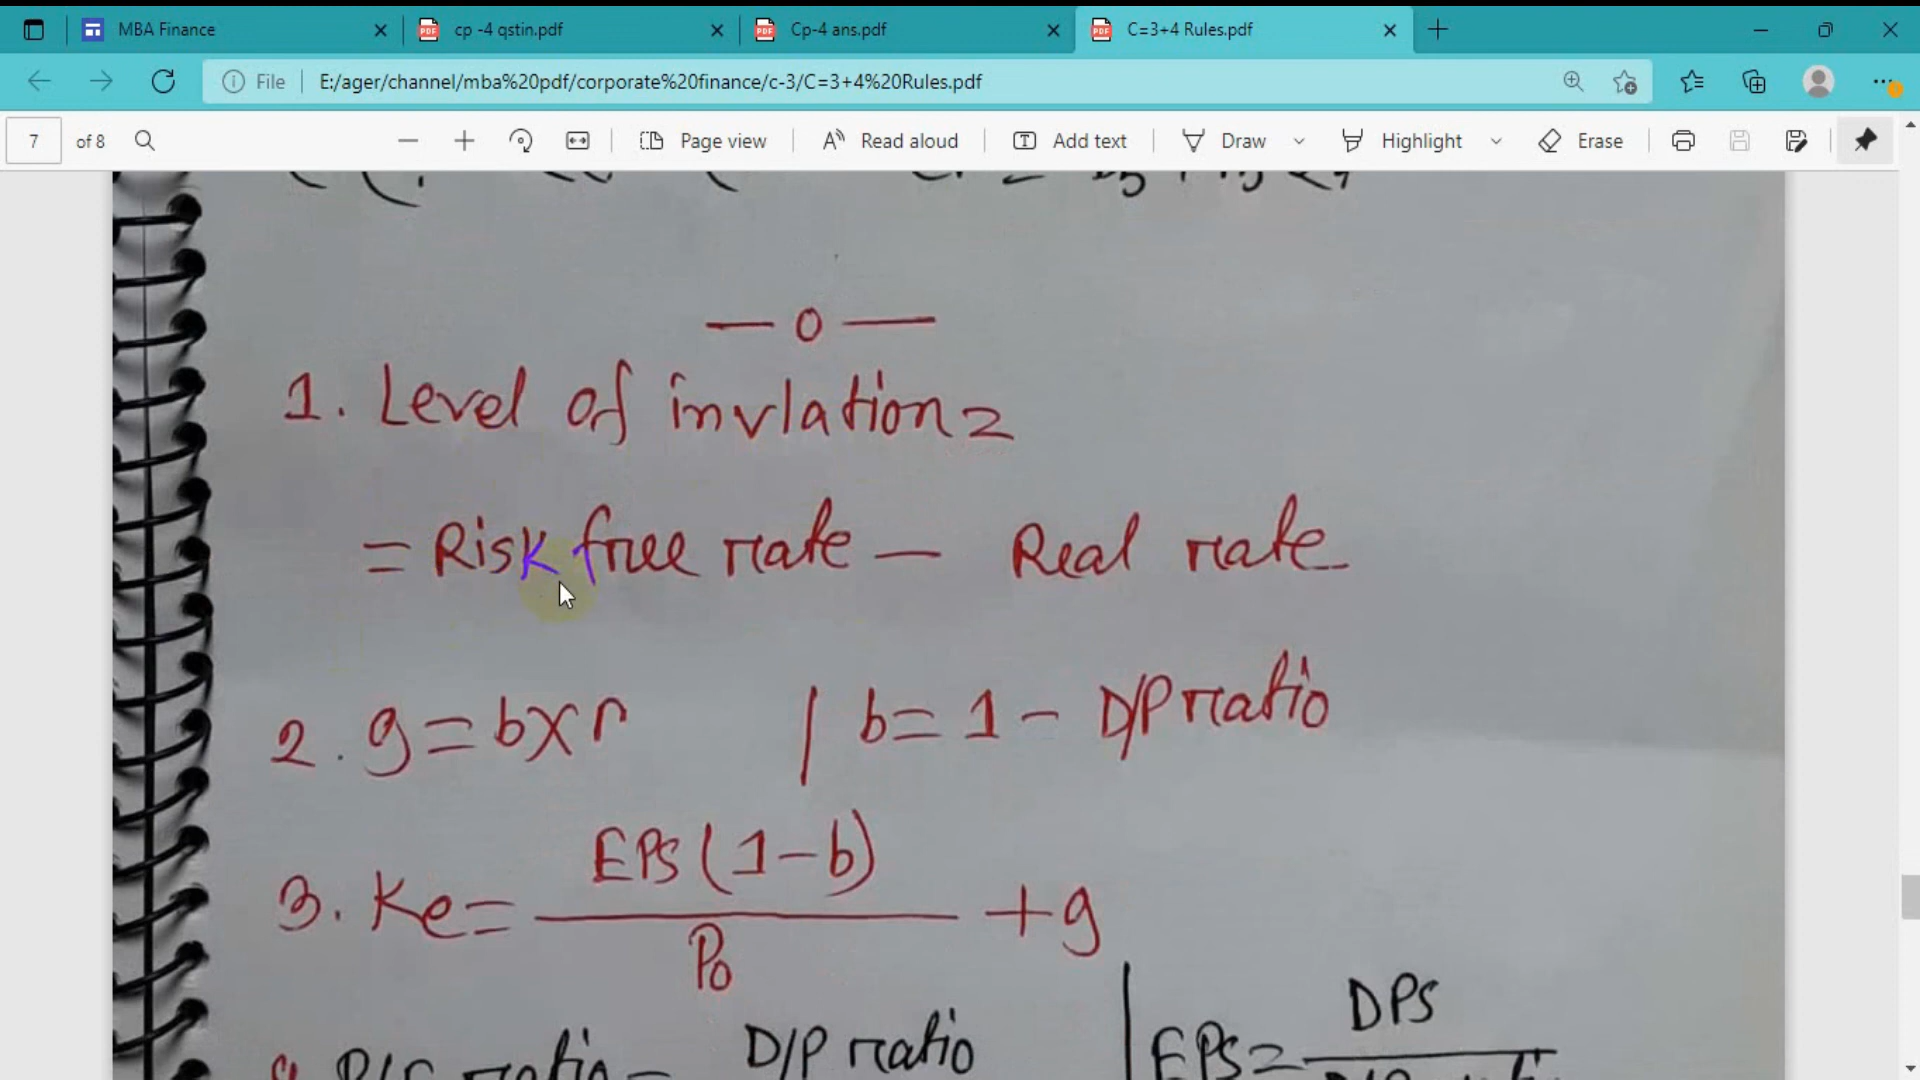 MBA Finance
cp -4 qstin.pdf
Cp-4 ans.pdf
C=3+4 Rules.pdf
File
E:/ager/channel/mba%20pdf/corporate%20finance/c-3/C=3+4%20Rules.pdf
7 of 8
Page view
Read aloud
Add text
Draw
Highlight
Erase
— 0 —
1. Level of invlation =
= Risk free rate — Real rate
2. g = b × r | b = 1 - D/P ratio
3. Ke = EPS (1-b)
P0
+ g
D/P ratio
DPS
EPS =